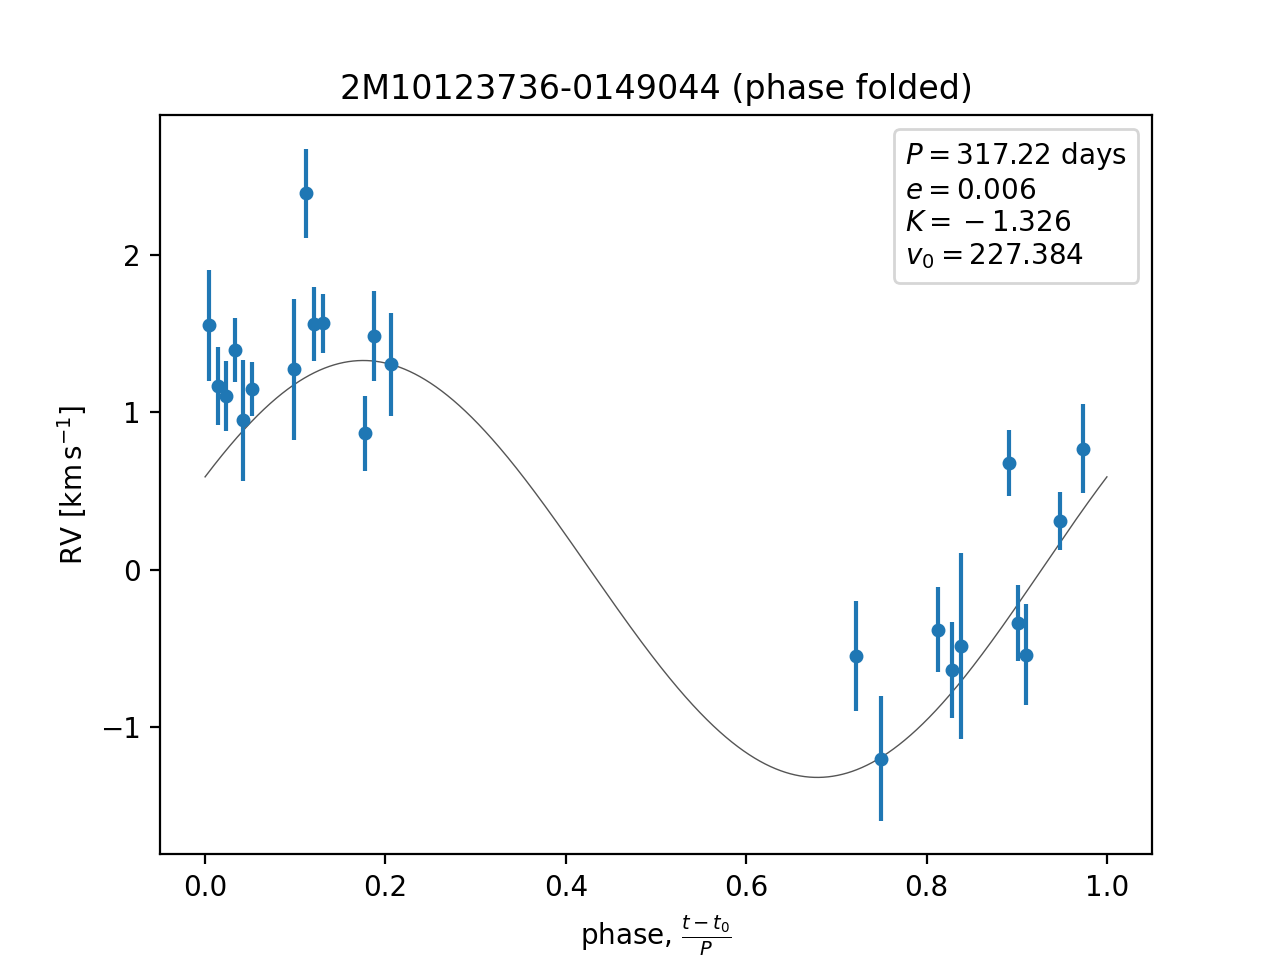 2M10123736-0149044 (phase folded)
P = 317.22 days
e = 0.006
K = −1.326
v₀ = 227.384
RV [km s⁻¹]
2
1
0
−1
0.0 0.2 0.4 0.6 0.8 1.0
phase, (t − t₀)/P